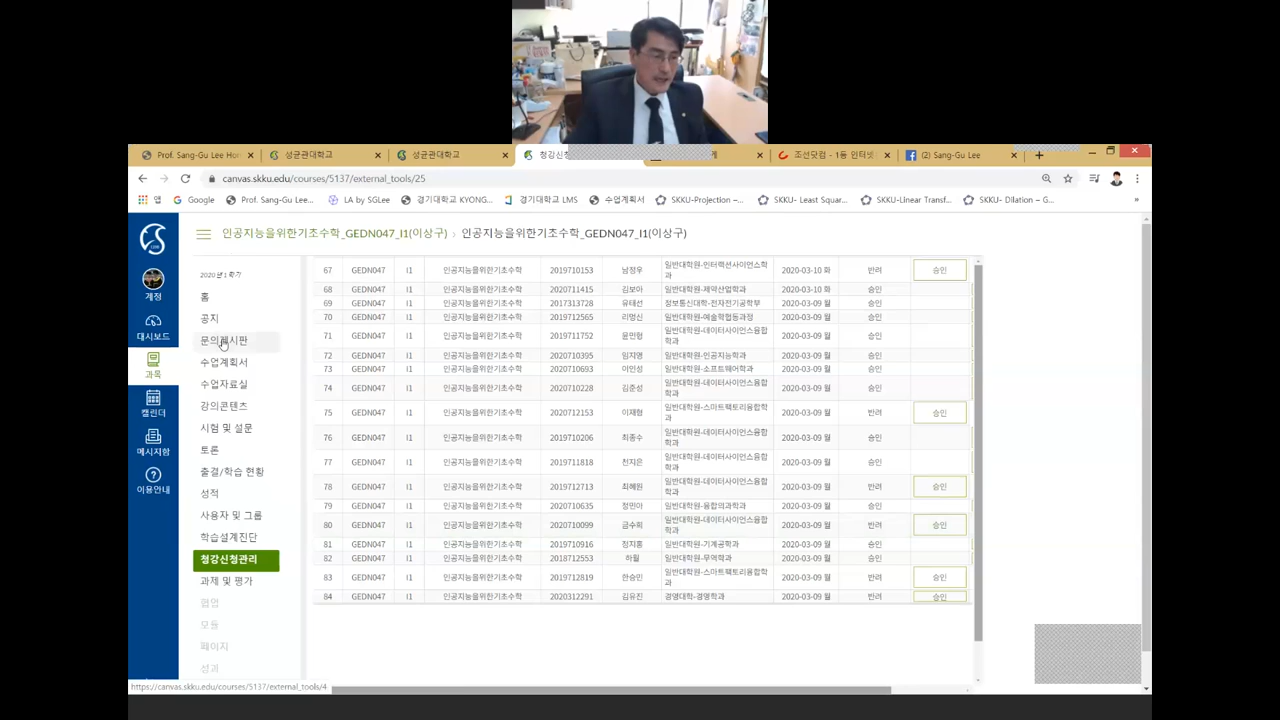 Prof. Sang-Gu Lee Hom
성균관대학교
성균관대학교
청강신청
조선닷컴 - 1등 인터넷
(2) Sang-Gu Lee
canvas.skku.edu/courses/5137/external_tools/25
앱
Google
Prof. Sang-Gu Lee...
LA by SGLee
경기대학교 KYONG...
경기대학교 LMS
수업계획서
SKKU-Projection –...
SKKU- Least Squar...
SKKU-Linear Transf...
SKKU- Dilation – G...
인공지능을위한기초수학_GEDN047_I1(이상구) › 인공지능을위한기초수학_GEDN047_I1(이상구)
계정
대시보드
과목
캘린더
메시지함
이용안내
2020년 1학기
홈
공지
문의게시판
수업계획서
수업자료실
강의콘텐츠
시험 및 설문
토론
출결/학습 현황
성적
사용자 및 그룹
학습설계진단
청강신청관리
과제 및 평가
협업
모듈
페이지
성과
67 GEDN047 I1 인공지능을위한기초수학 2019710153 남정우 일반대학원-인터랙션사이언스학과 2020-03-10 화 반려 승인
68 GEDN047 I1 인공지능을위한기초수학 2020711415 김보아 일반대학원-제약산업학과 2020-03-10 화 승인
69 GEDN047 I1 인공지능을위한기초수학 2017313728 유태선 정보통신대학-전자전기공학부 2020-03-09 월 승인
70 GEDN047 I1 인공지능을위한기초수학 2019712565 리멍신 일반대학원-예술학협동과정 2020-03-09 월 승인
71 GEDN047 I1 인공지능을위한기초수학 2019711752 윤민형 일반대학원-데이터사이언스융합학과 2020-03-09 월 승인
72 GEDN047 I1 인공지능을위한기초수학 2020710395 임지영 일반대학원-인공지능학과 2020-03-09 월 승인
73 GEDN047 I1 인공지능을위한기초수학 2020710693 이인성 일반대학원-소프트웨어학과 2020-03-09 월 승인
74 GEDN047 I1 인공지능을위한기초수학 2020710228 김준성 일반대학원-데이터사이언스융합학과 2020-03-09 월 승인
75 GEDN047 I1 인공지능을위한기초수학 2020712153 이재형 일반대학원-스마트팩토리융합학과 2020-03-09 월 반려 승인
76 GEDN047 I1 인공지능을위한기초수학 2019710206 최종수 일반대학원-데이터사이언스융합학과 2020-03-09 월 승인
77 GEDN047 I1 인공지능을위한기초수학 2019711818 천지은 일반대학원-데이터사이언스융합학과 2020-03-09 월 승인
78 GEDN047 I1 인공지능을위한기초수학 2019712713 최혜원 일반대학원-데이터사이언스융합학과 2020-03-09 월 반려 승인
79 GEDN047 I1 인공지능을위한기초수학 2020710635 정민아 일반대학원-융합의과학과 2020-03-09 월 승인
80 GEDN047 I1 인공지능을위한기초수학 2020710099 금수희 일반대학원-데이터사이언스융합학과 2020-03-09 월 반려 승인
81 GEDN047 I1 인공지능을위한기초수학 2019710916 정지홍 일반대학원-기계공학과 2020-03-09 월 승인
82 GEDN047 I1 인공지능을위한기초수학 2018712553 하월 일반대학원-무역학과 2020-03-09 월 승인
83 GEDN047 I1 인공지능을위한기초수학 2019712819 한승민 일반대학원-스마트팩토리융합학과 2020-03-09 월 반려 승인
84 GEDN047 I1 인공지능을위한기초수학 2020312291 김유진 경영대학-경영학과 2020-03-09 월 반려 승인
https://canvas.skku.edu/courses/5137/external_tools/4